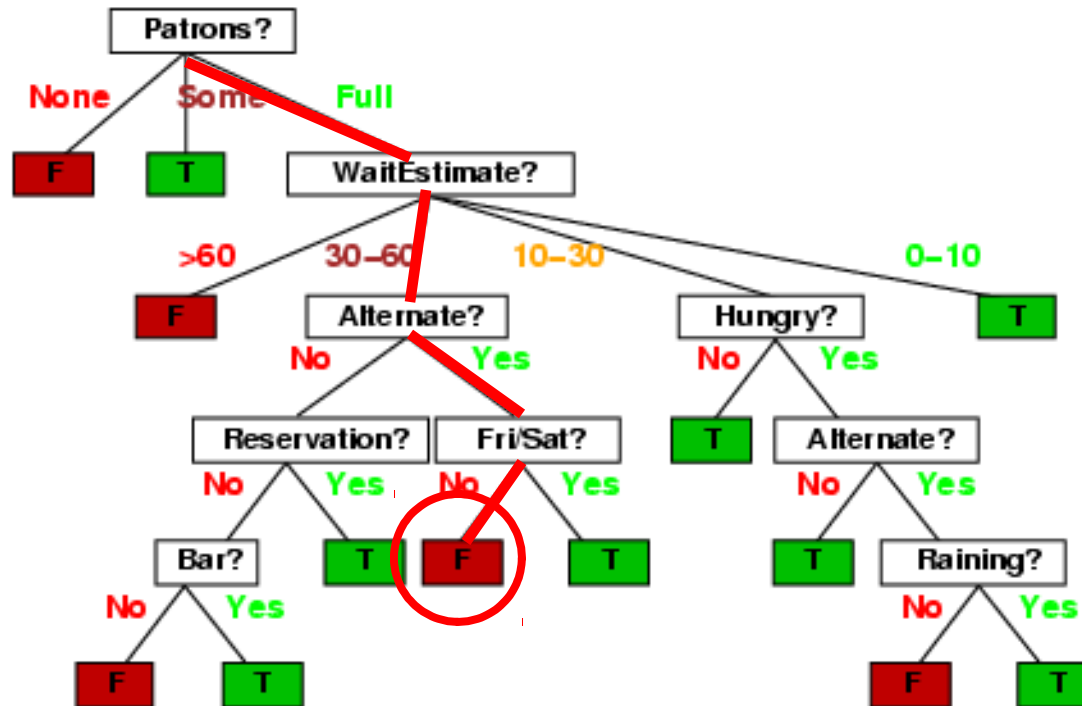 Patrons?
None Some Full
F T WaitEstimate?
>60 30–60 10–30 0–10
F Alternate? Hungry? T
No Yes No Yes
Reservation? Fri/Sat? T Alternate?
No Yes No Yes No Yes
Bar? T F T T Raining?
No Yes No Yes
F T F T